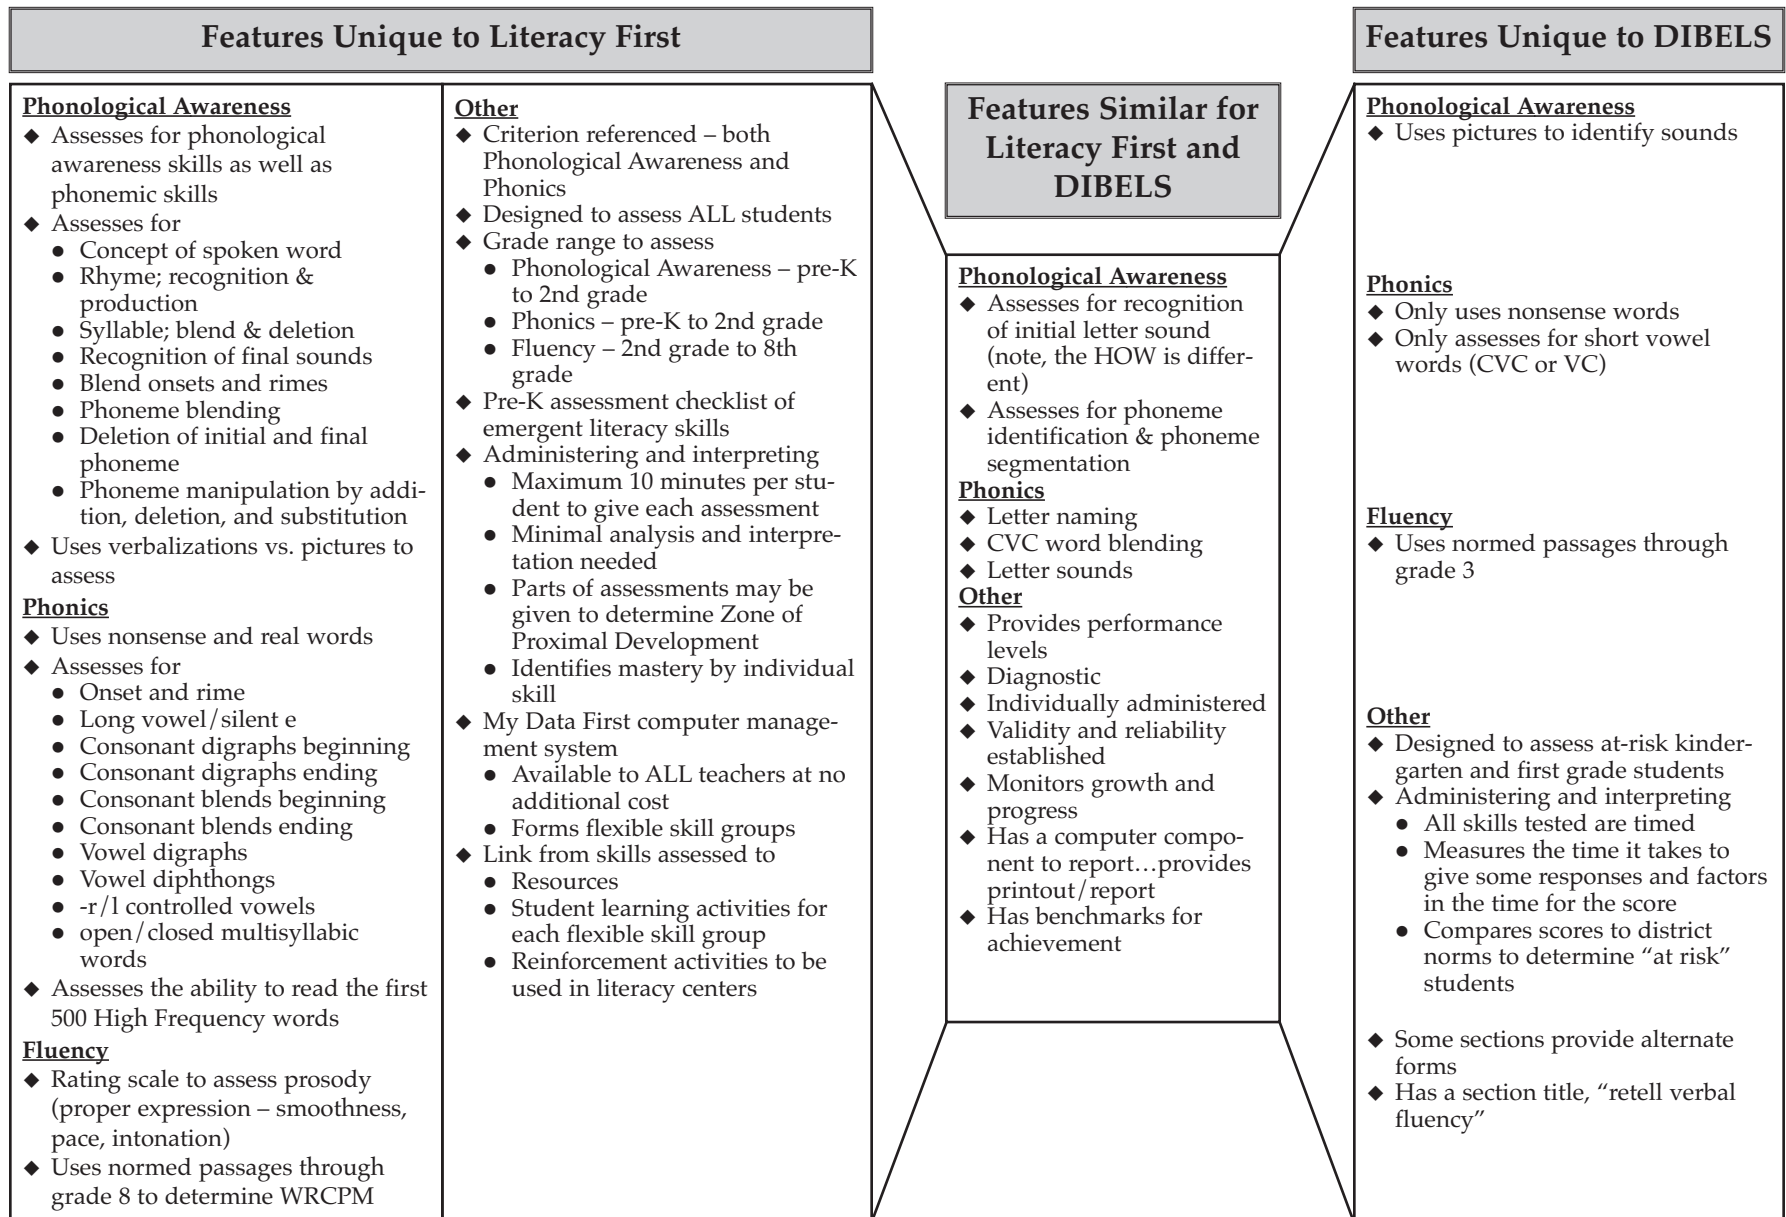 Features Unique to Literacy First
Phonological Awareness
◆ Assesses for phonological
awareness skills as well as
phonemic skills
◆ Assesses for
● Concept of spoken word
● Rhyme; recognition &
production
● Syllable; blend & deletion
● Recognition of final sounds
● Blend onsets and rimes
● Phoneme blending
● Deletion of initial and final
phoneme
● Phoneme manipulation by addi-
tion, deletion, and substitution
◆ Uses verbalizations vs. pictures to
assess
Phonics
◆ Uses nonsense and real words
◆ Assesses for
● Onset and rime
● Long vowel/silent e
● Consonant digraphs beginning
● Consonant digraphs ending
● Consonant blends beginning
● Consonant blends ending
● Vowel digraphs
● Vowel diphthongs
● -r/l controlled vowels
● open/closed multisyllabic
words
◆ Assesses the ability to read the first
500 High Frequency words
Fluency
◆ Rating scale to assess prosody
(proper expression – smoothness,
pace, intonation)
◆ Uses normed passages through
grade 8 to determine WRCPM
Other
◆ Criterion referenced – both
Phonological Awareness and
Phonics
◆ Designed to assess ALL students
◆ Grade range to assess
● Phonological Awareness – pre-K
to 2nd grade
● Phonics – pre-K to 2nd grade
● Fluency – 2nd grade to 8th
grade
◆ Pre-K assessment checklist of
emergent literacy skills
◆ Administering and interpreting
● Maximum 10 minutes per stu-
dent to give each assessment
● Minimal analysis and interpre-
tation needed
● Parts of assessments may be
given to determine Zone of
Proximal Development
● Identifies mastery by individual
skill
◆ My Data First computer manage-
ment system
● Available to ALL teachers at no
additional cost
● Forms flexible skill groups
◆ Link from skills assessed to
● Resources
● Student learning activities for
each flexible skill group
● Reinforcement activities to be
used in literacy centers
Features Similar for
Literacy First and
DIBELS
Phonological Awareness
◆ Assesses for recognition
of initial letter sound
(note, the HOW is differ-
ent)
◆ Assesses for phoneme
identification & phoneme
segmentation
Phonics
◆ Letter naming
◆ CVC word blending
◆ Letter sounds
Other
◆ Provides performance
levels
◆ Diagnostic
◆ Individually administered
◆ Validity and reliability
established
◆ Monitors growth and
progress
◆ Has a computer compo-
nent to report…provides
printout/report
◆ Has benchmarks for
achievement
Features Unique to DIBELS
Phonological Awareness
◆ Uses pictures to identify sounds
Phonics
◆ Only uses nonsense words
◆ Only assesses for short vowel
words (CVC or VC)
Fluency
◆ Uses normed passages through
grade 3
Other
◆ Designed to assess at-risk kinder-
garten and first grade students
◆ Administering and interpreting
● All skills tested are timed
● Measures the time it takes to
give some responses and factors
in the time for the score
● Compares scores to district
norms to determine “at risk”
students
◆ Some sections provide alternate
forms
◆ Has a section title, “retell verbal
fluency”